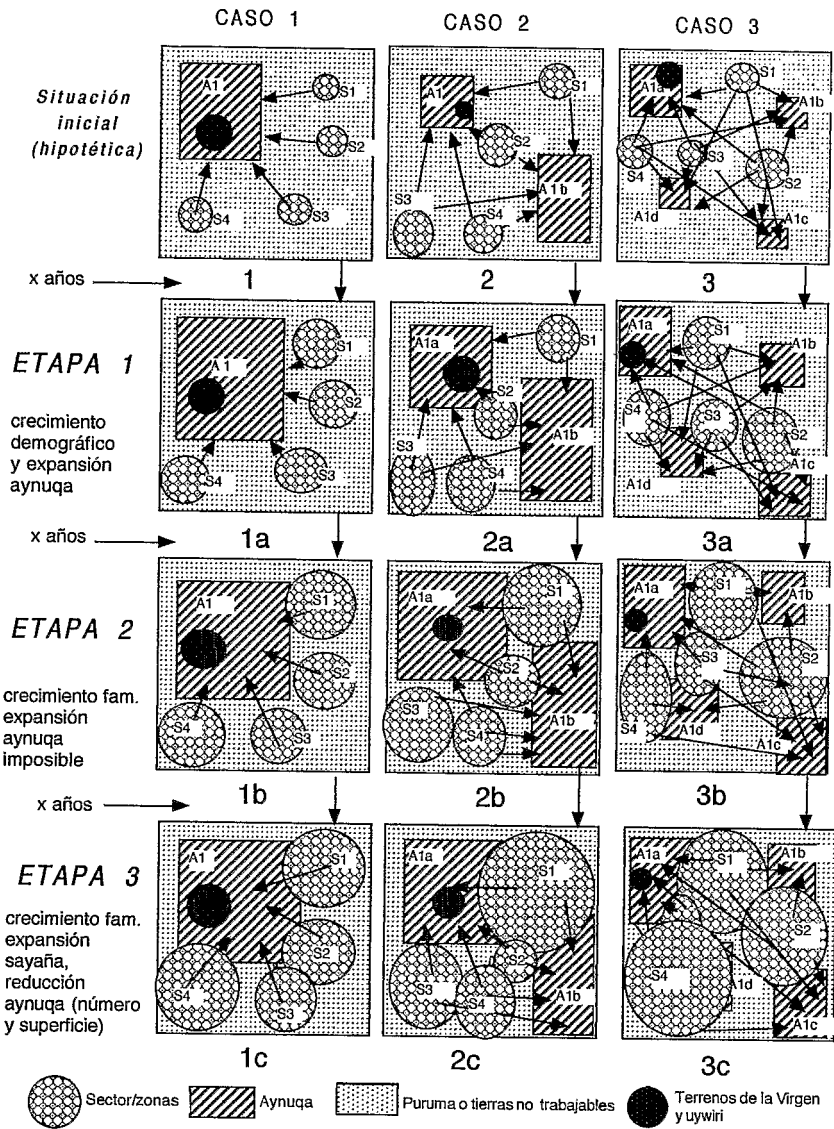 CASO 1
CASO 2
CASO 3
Situación
inicial
(hipotética)
A1
S1
S2
S3
S4
A1
S1
S2
A1b
S3
S4
A1a
S1
A1b
S4
S3
S2
A1d
A1c
x años
1
2
3
ETAPA 1
crecimiento
demográfico
y expansión
aynuqa
A1
S1
S2
S3
S4
A1a
S1
S2
S3
A1b
S4
A1a
S1
A1b
S4
S3
S2
A1c
A1d
x años
1a
2a
3a
ETAPA 2
crecimiento fam.
expansión
aynuqa
imposible
A1
S1
S2
S4
S3
A1a
S1
S2
S3
A1b
S4
A1a
S1
A1b
S3
S2
S4
A1d
A1c
x años
1b
2b
3b
ETAPA 3
crecimiento fam.
expansión
sayaña,
reducción
aynuqa (número
y superficie)
A1
S1
S2
S4
S3
A1a
S1
S2
S3
S4
A1b
A1a
S1
A1b
S2
S4
A1d
A1c
1c
2c
3c
Sector/zonas
Aynuqa
Puruma o tierras no trabajables
Terrenos de la Virgen
y uywiri